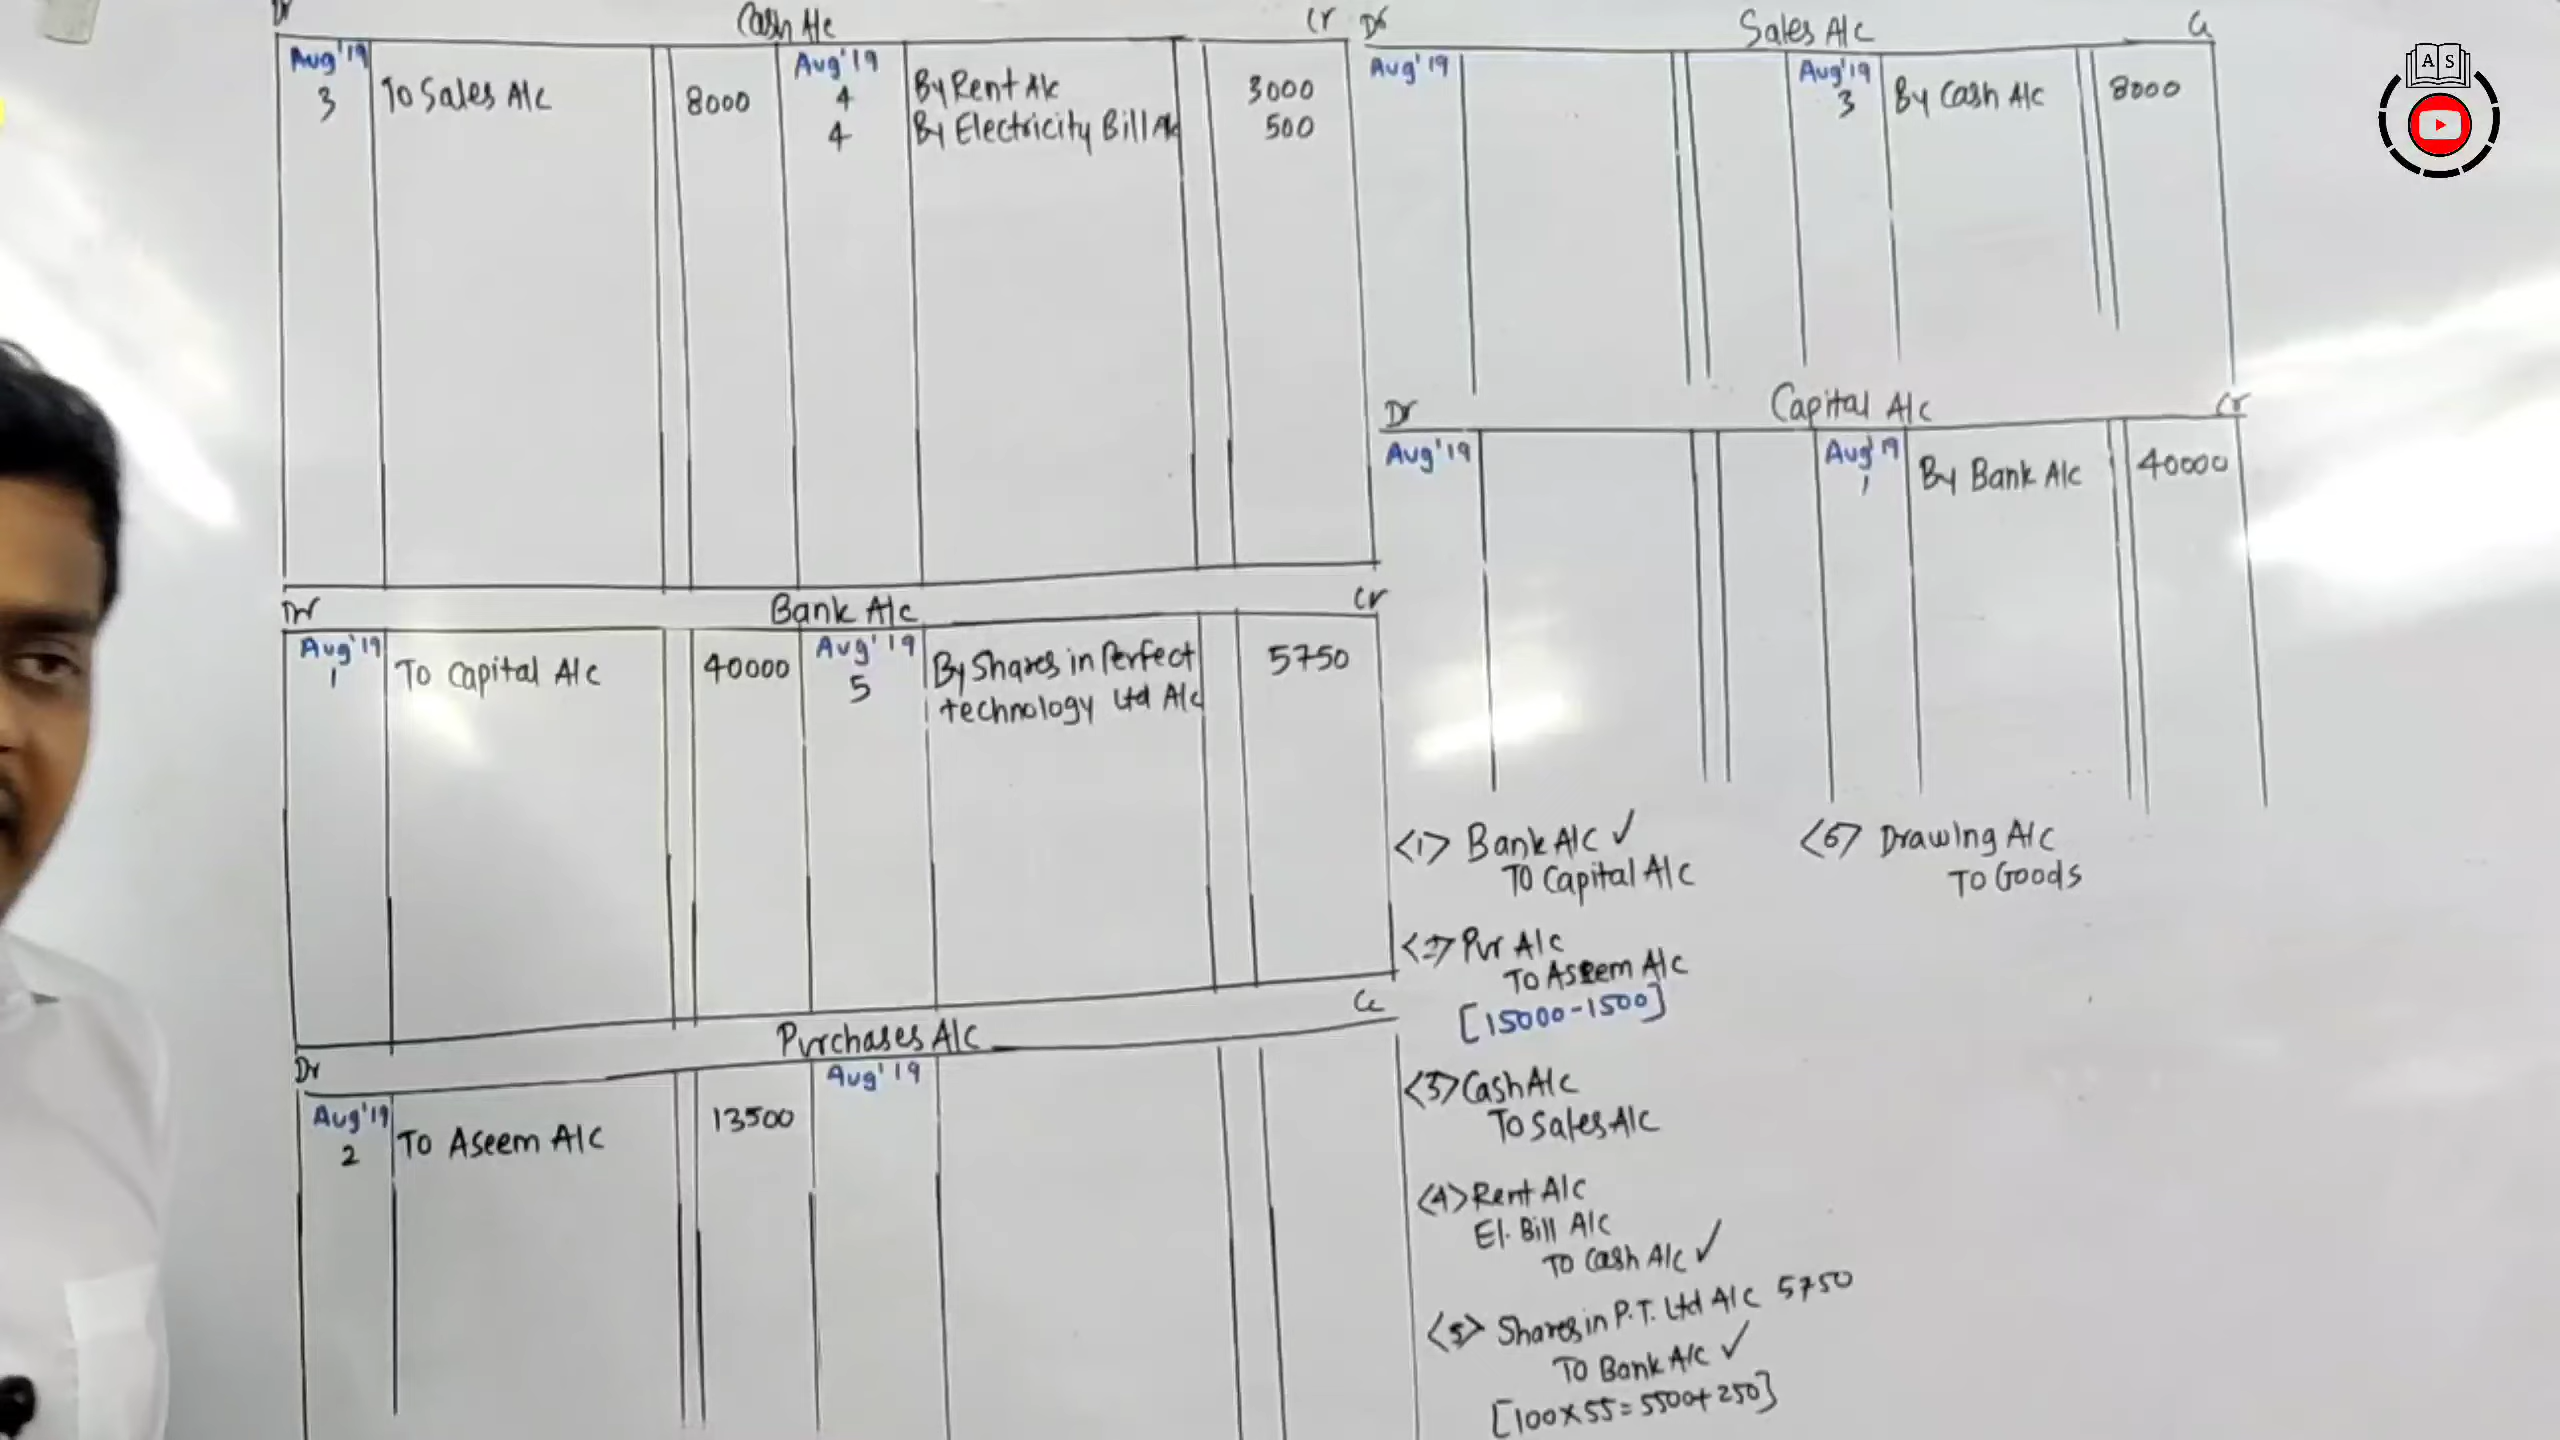 Dr Cash A/c Cr
Aug'19 Aug'19
3 To Sales A/c 8000 4 By Rent A/c 3000
4 By Electricity Bill A/c 500
Dr Bank A/c Cr
Aug'19 Aug'19
1 To Capital A/c 40000 5 By Shares in Perfect 5750
technology Ltd A/c
Purchases A/c Cr
Dr
Aug'19 Aug'19
2 To Aseem A/c 13500
Dr Sales A/c Cr
Aug'19 Aug'19
3 By Cash A/c 8000
Dr Capital A/c Cr
Aug'19 Aug'19
1 By Bank A/c 40000
<1> Bank A/c ✓
To Capital A/c
<2> Pur A/c
To Aseem A/c
[15000-1500]
<3> Cash A/c
To Sales A/c
<4> Rent A/c
El. Bill A/c
To Cash A/c ✓
<5> Shares in P.T. Ltd A/c 5750
To Bank A/c ✓
[100×55=5500+250]
<6> Drawing A/c
To Goods
A S